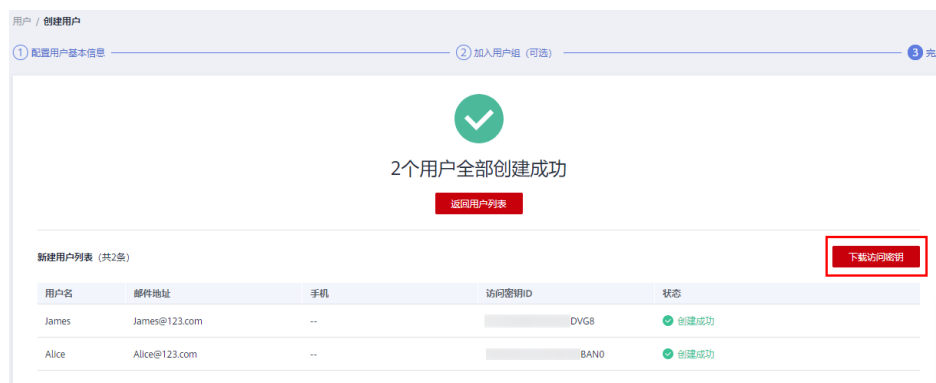 用户 / 创建用户
1 配置用户基本信息 2 加入用户组（可选） 3 完
2个用户全部创建成功
返回用户列表
新建用户列表（共2条） 下载访问密钥
用户名 邮件地址 手机 访问密钥ID 状态
James James@123.com -- DVG8 创建成功
Alice Alice@123.com -- BAN0 创建成功